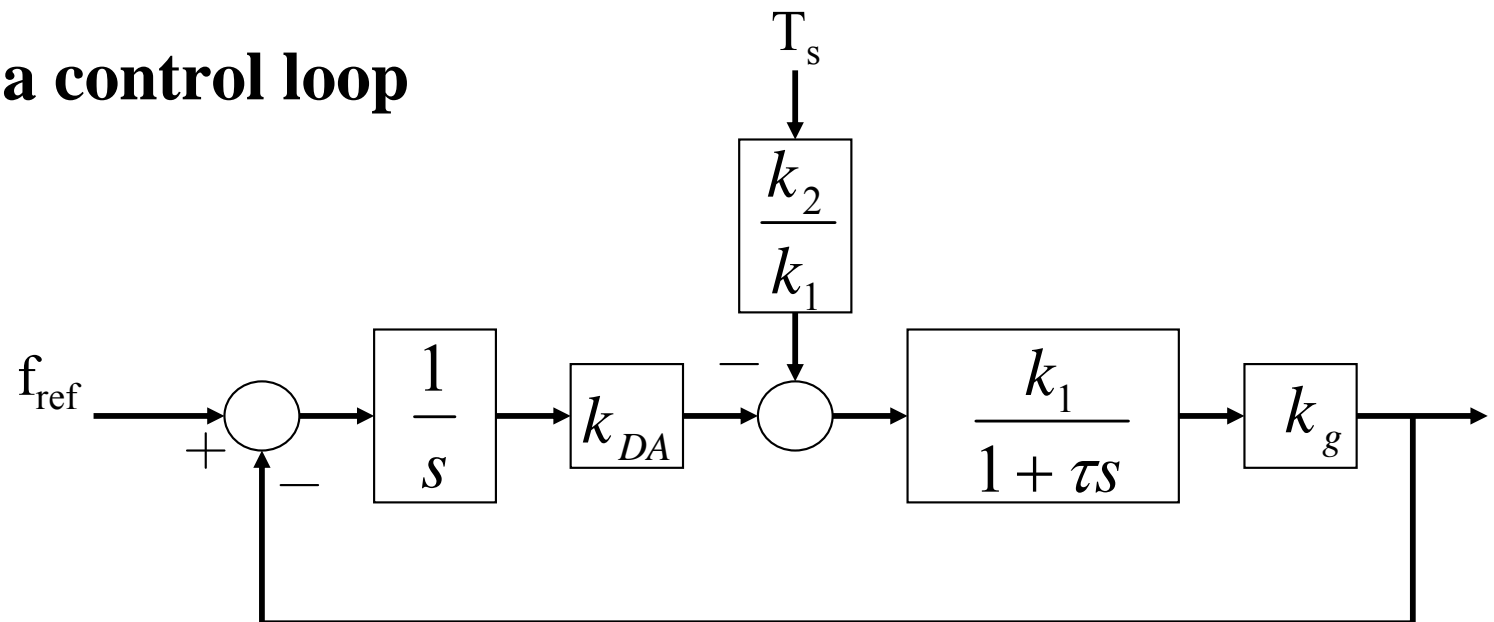 a control loop
T_s
k_2
k_1
f_ref
+
−
1
s
k_DA
−
k_1
1 + τs
k_g